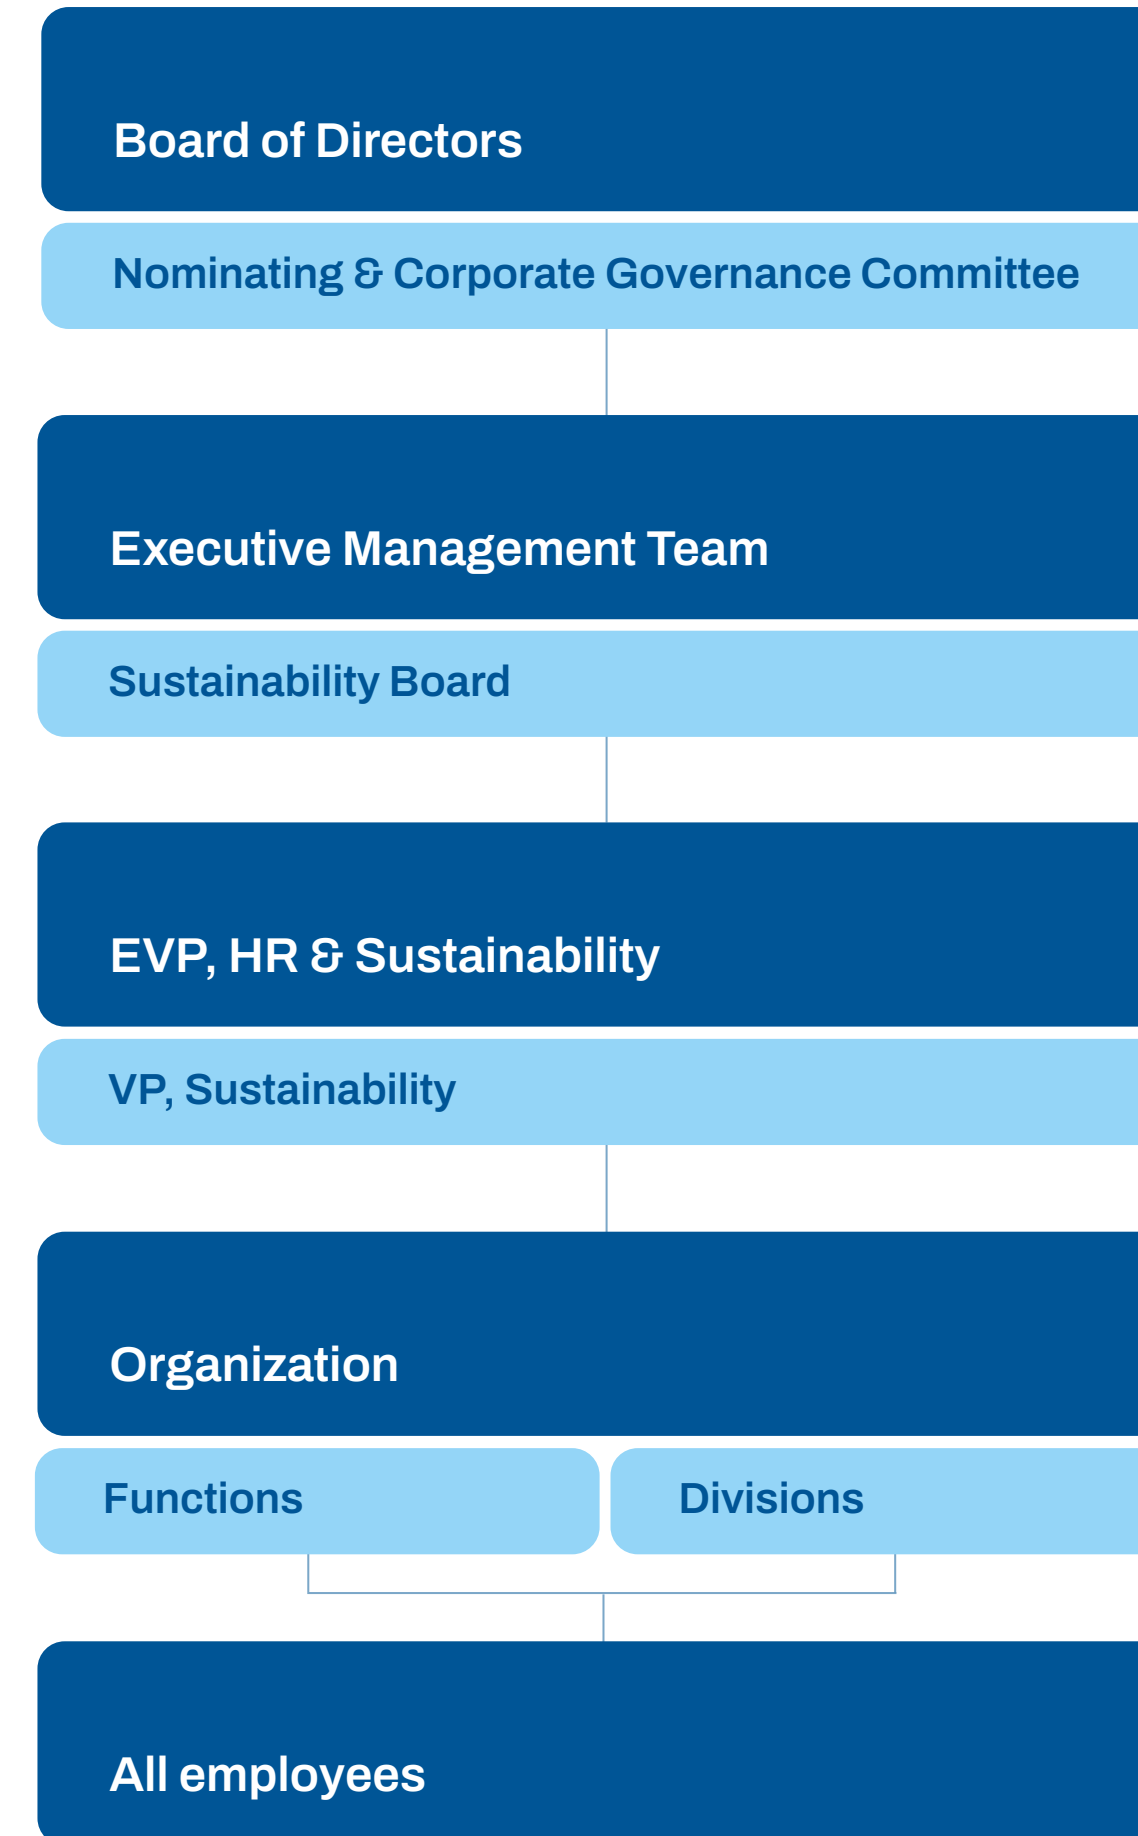 Board of Directors
Nominating & Corporate Governance Committee
Executive Management Team
Sustainability Board
EVP, HR & Sustainability
VP, Sustainability
Organization
Functions
Divisions
All employees